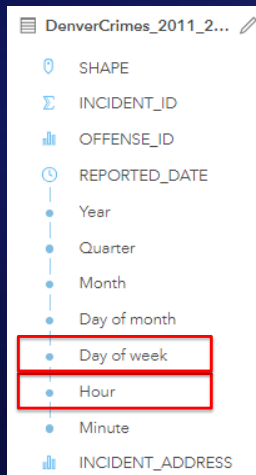 DenverCrimes_2011_2...
SHAPE
INCIDENT_ID
OFFENSE_ID
REPORTED_DATE
Year
Quarter
Month
Day of month
Day of week
Hour
Minute
INCIDENT_ADDRESS